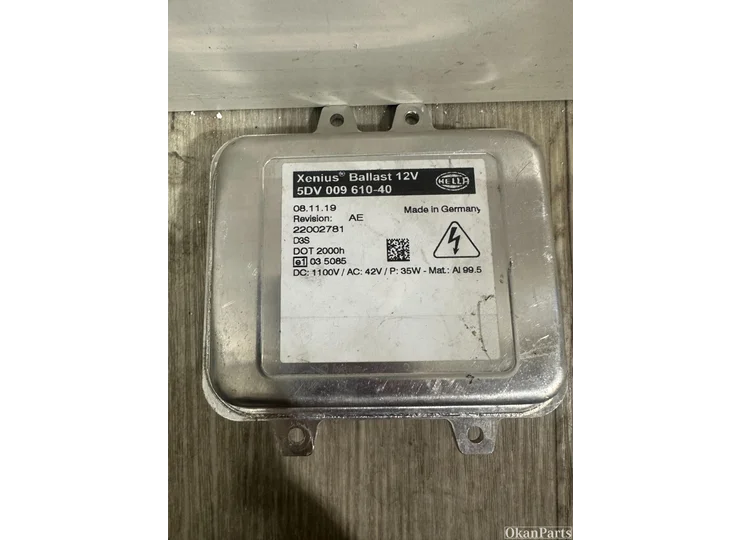 Xenius® Ballast 12V
5DV 009 610-40
HELLA
08.11.19
Revision: AE
Made in Germany
22002781
D3S
DOT 2000h
e1 03 5085
DC: 1100V / AC: 42V / P: 35W - Mat.: Al 99.5
OkanParts